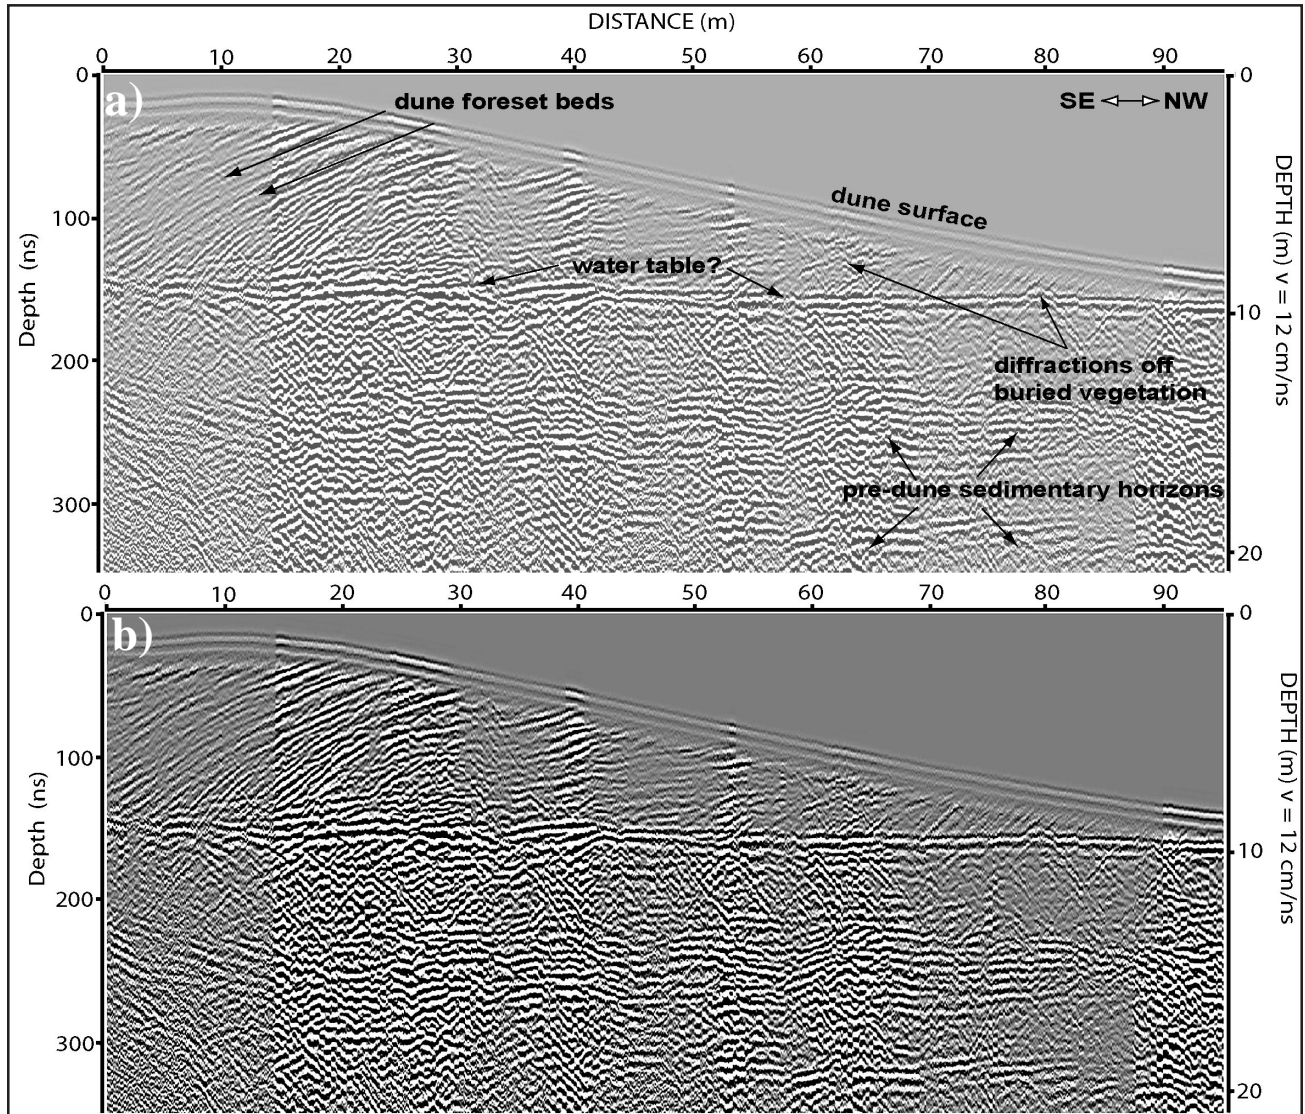 DISTANCE (m)
0 10 20 30 40 50 60 70 80 90
0 100 200 300
Depth (ns)
a)
dune foreset beds
SE NW
dune surface
water table?
diffractions off
buried vegetation
pre-dune sedimentary horizons
0 10 20
DEPTH (m) v = 12 cm/ns
0 10 20 30 40 50 60 70 80 90
0 100 200 300
Depth (ns)
b)
0 10 20
DEPTH (m) v = 12 cm/ns